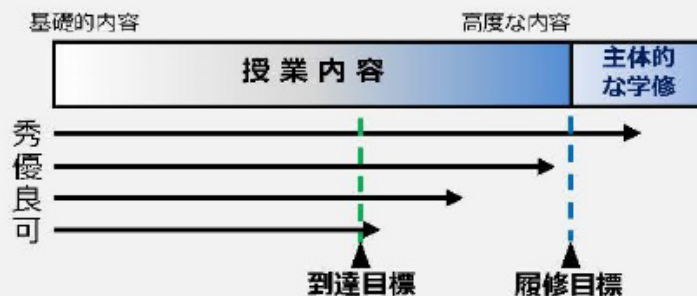 基礎的内容
高度な内容
授業内容
主体的
な学修
秀
優
良
可
到達目標
履修目標